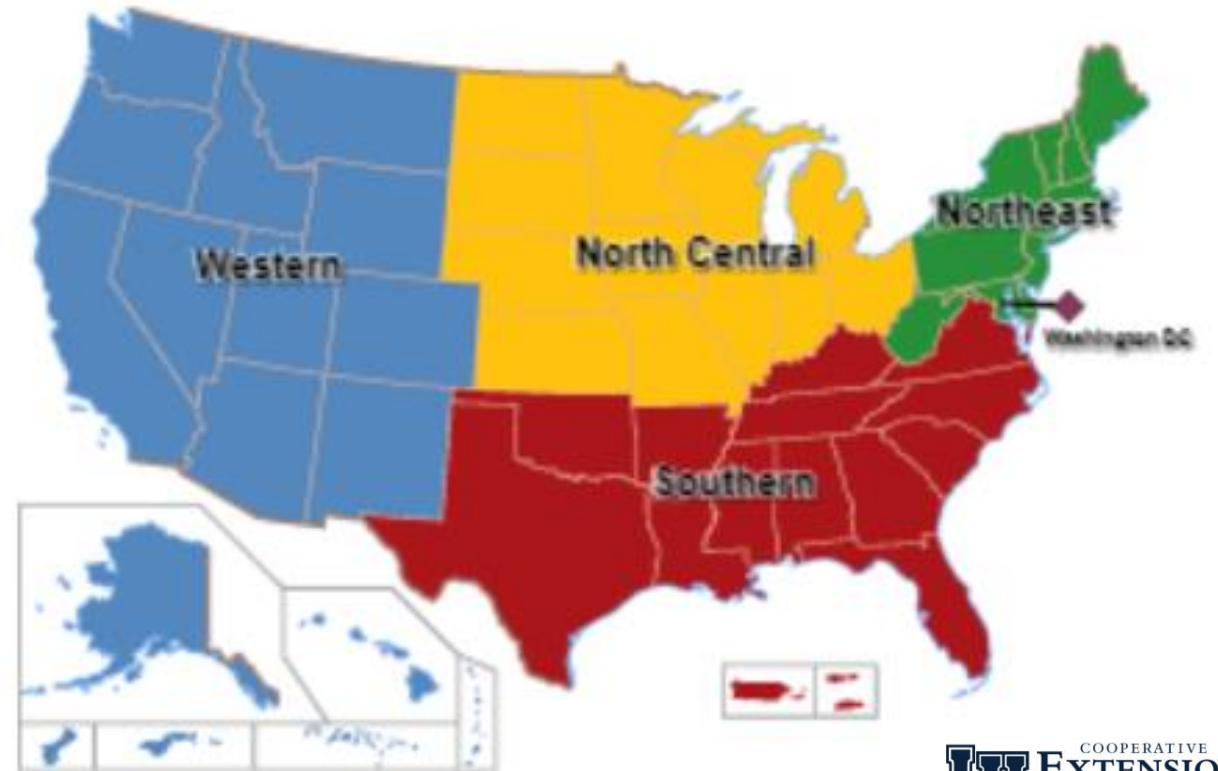 Northeast
North Central
Western
Washington DC
Southern
COOPERATIVE